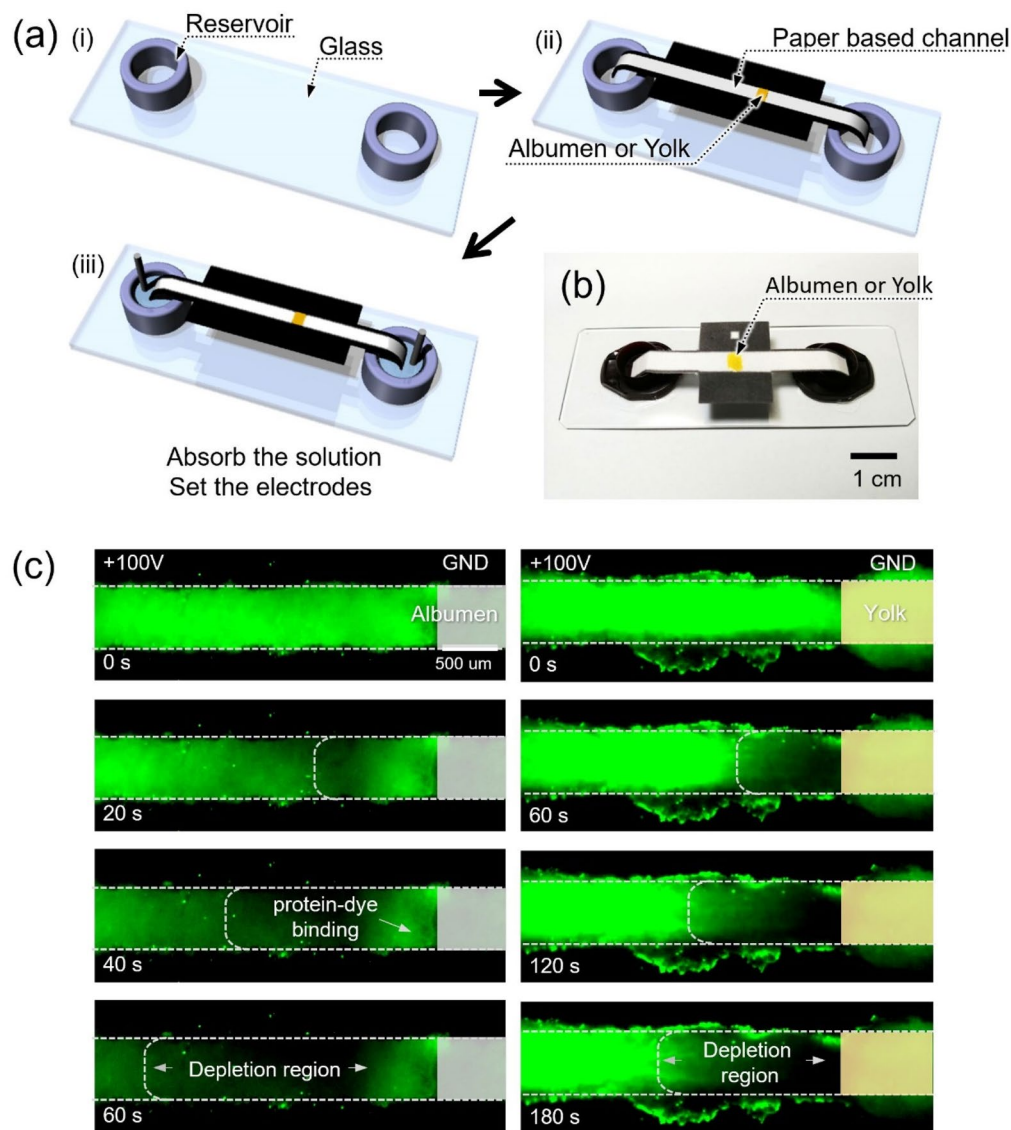 (a)
(i)
Reservoir
Glass
(ii)
Paper based channel
Albumen or Yolk
(iii)
Absorb the solution
Set the electrodes
(b)
Albumen or Yolk
1 cm
(c)
+100V
GND
Albumen
500 um
0 s
20 s
protein-dye
binding
40 s
Depletion region
60 s
+100V
GND
Yolk
0 s
60 s
120 s
Depletion
region
180 s